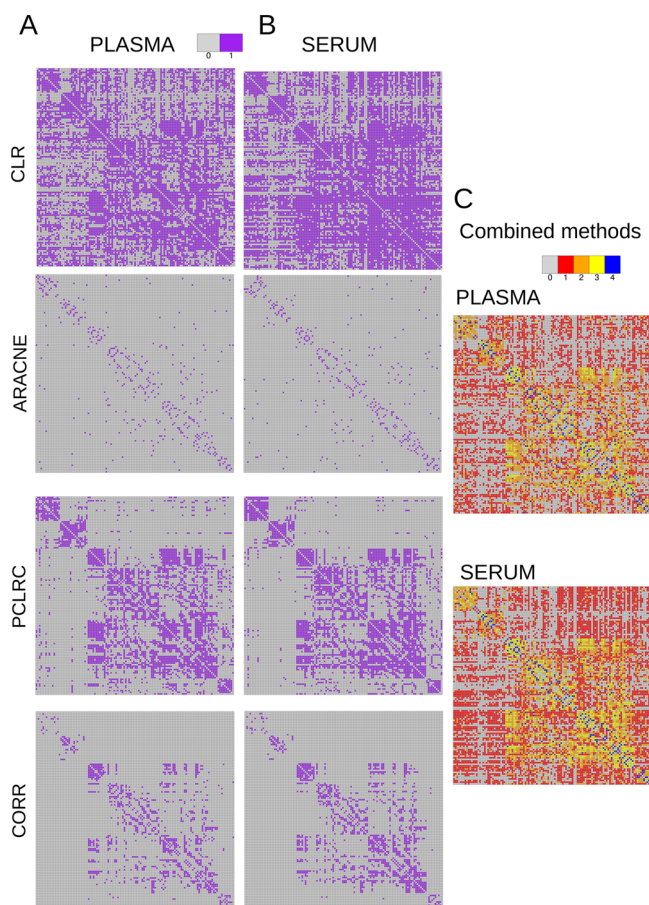 A
PLASMA
0 1
B
SERUM
CLR
ARACNE
PCLRC
CORR
C
Combined methods
0 1 2 3 4
PLASMA
SERUM